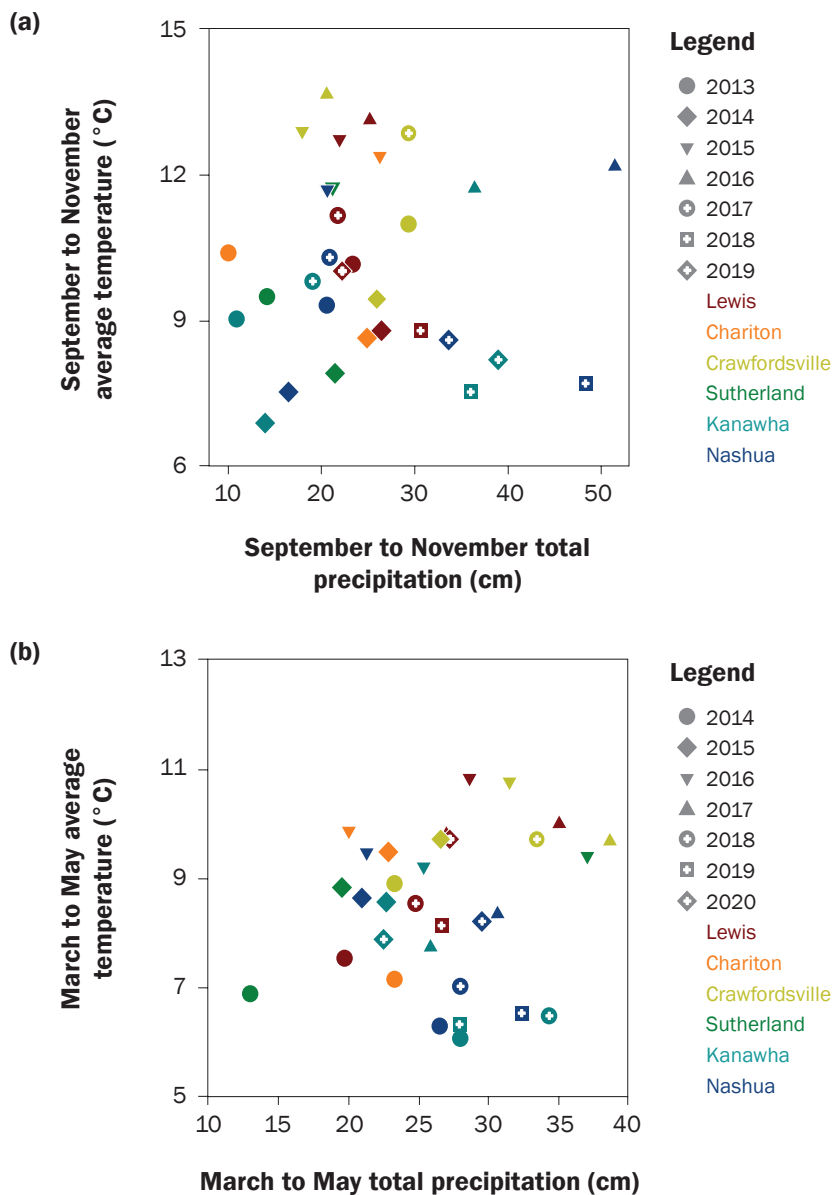 (a)
September to November
average temperature (°C)
15
12
9
6
10
20
30
40
50
September to November total
precipitation (cm)
Legend
2013
2014
2015
2016
2017
2018
2019
Lewis
Chariton
Crawfordsville
Sutherland
Kanawha
Nashua
(b)
March to May average
temperature (°C)
13
11
9
7
5
10
15
20
25
30
35
40
March to May total precipitation (cm)
Legend
2014
2015
2016
2017
2018
2019
2020
Lewis
Chariton
Crawfordsville
Sutherland
Kanawha
Nashua